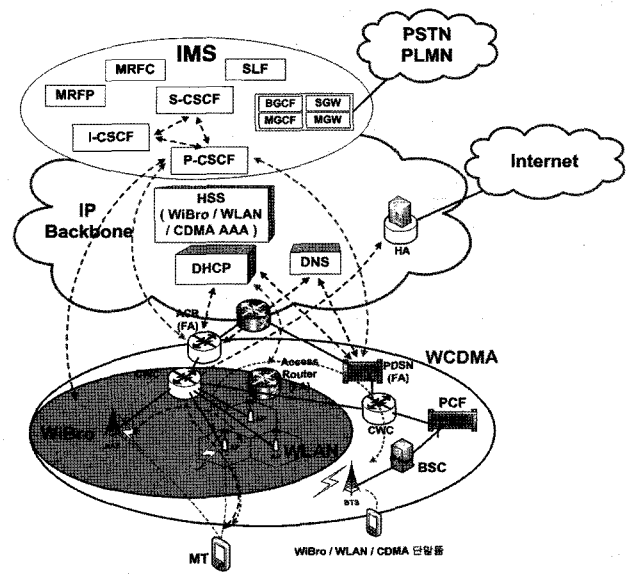 PSTN
PLMN
IMS
MRFC
SLF
MRFP
S-CSCF
BGCF
SGW
MGCF
MGW
I-CSCF
P-CSCF
Internet
IP
Backbone
HSS
( WiBro / WLAN
/ CDMA AAA )
HA
DHCP
DNS
ACR
(FA)
Access
Router
PDSN
(FA)
WCDMA
PCF
CWC
WiBro
WLAN
BSC
BTS
MT
WiBro / WLAN / CDMA 단말들